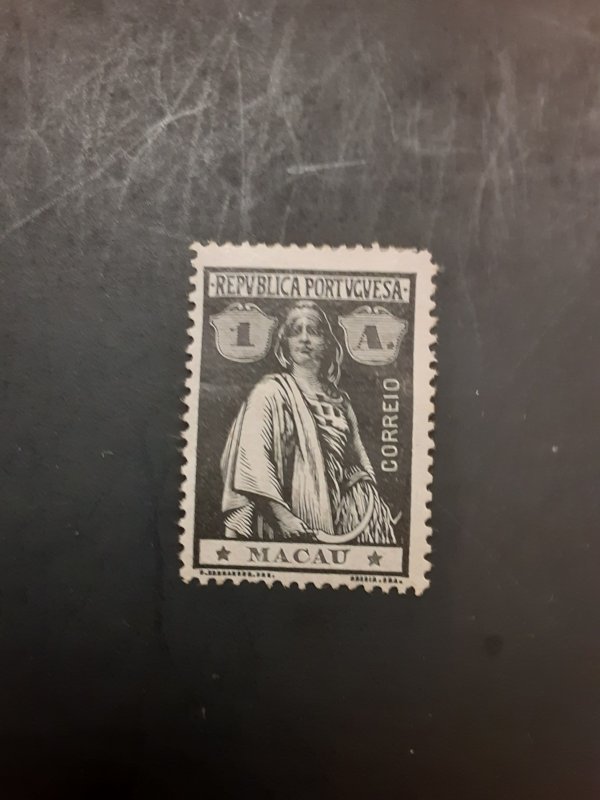 ·REPVBLICA PORTVGVESA·
1 A.
CORREIO
★ MACAU ★